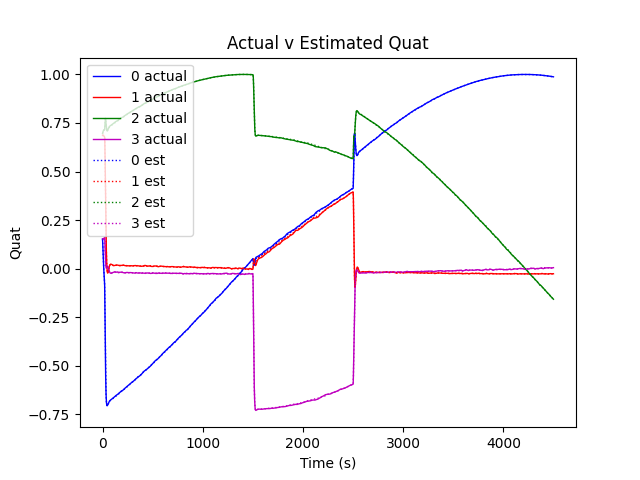 Actual v Estimated Quat
1.00
0.75
0.50
0.25
0.00
−0.25
−0.50
−0.75
Quat
0 actual
1 actual
2 actual
3 actual
0 est
1 est
2 est
3 est
0
1000
2000
3000
4000
Time (s)